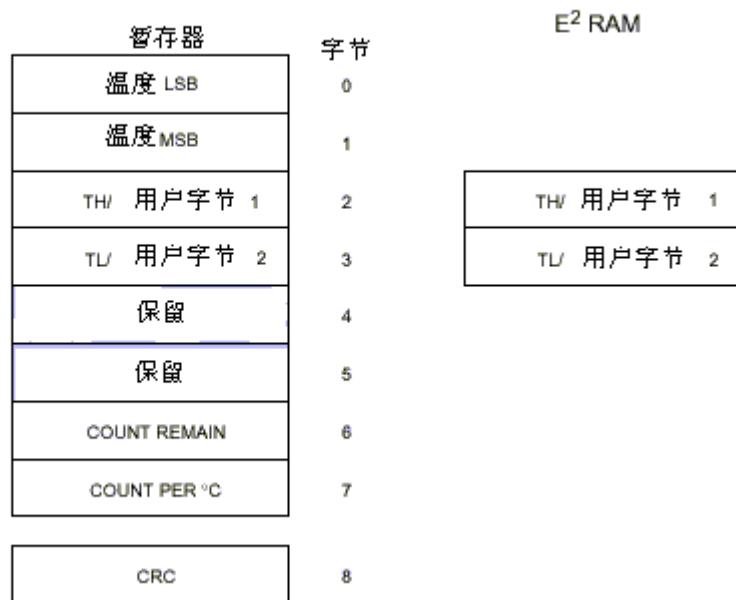 E² RAM
暂存器 字节
温度 LSB 0
温度 MSB 1
TH/ 用户字节 1 2 TH/ 用户字节 1
TL/ 用户字节 2 3 TL/ 用户字节 2
保留 4
保留 5
COUNT REMAIN 6
COUNT PER °C 7
CRC 8